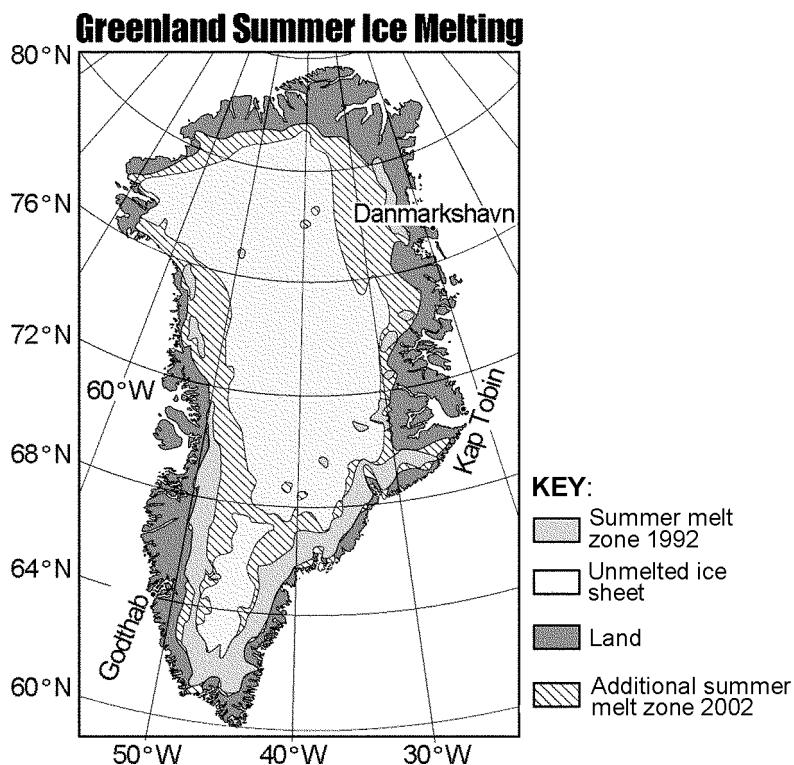 Greenland Summer Ice Melting
80°N
76°N
Danmarkshavn
72°N
60°W
Kap Tobin
68°N
KEY:
Summer melt
zone 1992
64°N
Unmelted ice
sheet
Godthab
Land
60°N
Additional summer
melt zone 2002
50°W
40°W
30°W